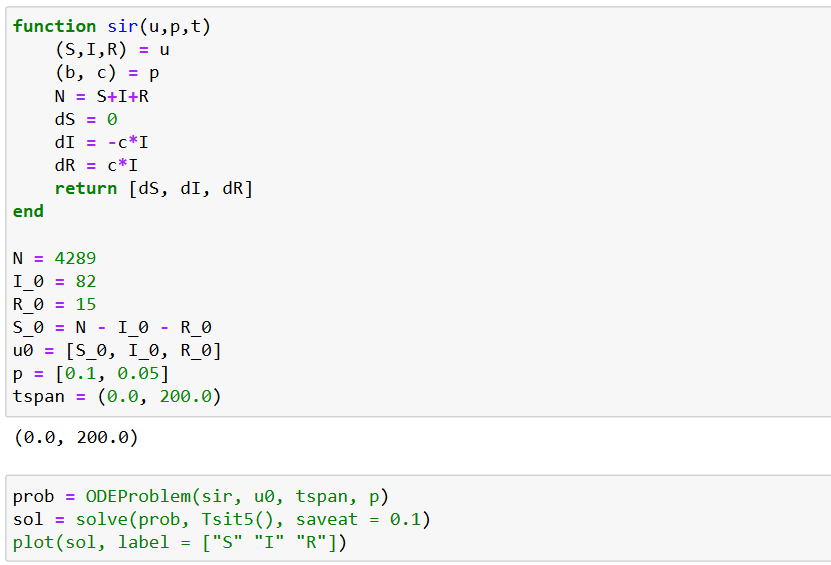 function sir(u,p,t)
    (S,I,R) = u
    (b, c) = p
    N = S+I+R
    dS = 0
    dI = -c*I
    dR = c*I
    return [dS, dI, dR]
end
N = 4289
I_0 = 82
R_0 = 15
S_0 = N - I_0 - R_0
u0 = [S_0, I_0, R_0]
p = [0.1, 0.05]
tspan = (0.0, 200.0)
(0.0, 200.0)
prob = ODEProblem(sir, u0, tspan, p)
sol = solve(prob, Tsit5(), saveat = 0.1)
plot(sol, label = ["S" "I" "R"])